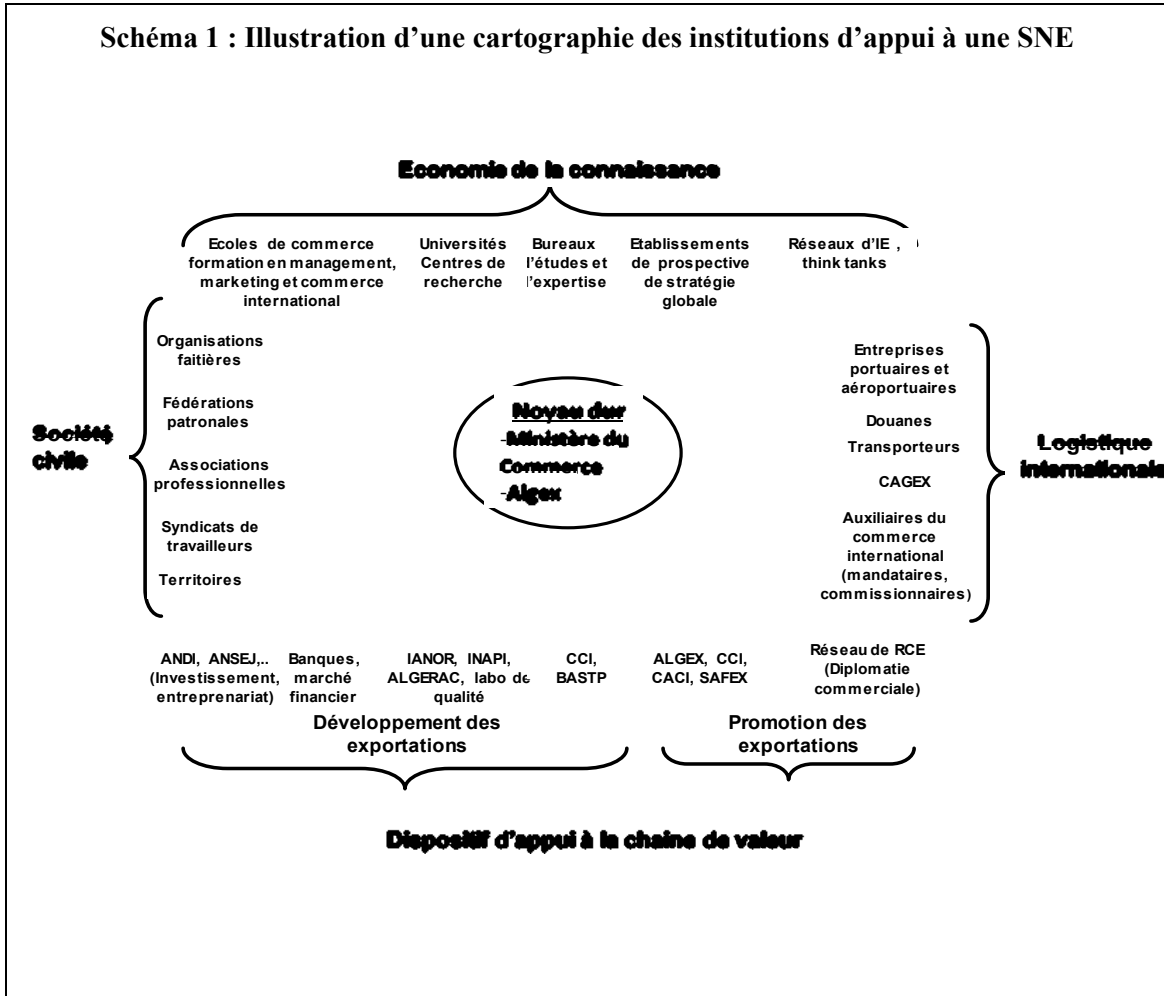 Schéma 1 : Illustration d’une cartographie des institutions d’appui à une SNE
Economie de la connaissance
Ecoles de commerce
formation en management,
marketing et commerce
international
Universités
Centres de
recherche
Bureaux
l’études et
l’expertise
Etablissements
de prospective
de stratégie
globale
Réseaux d’IE ,
think tanks
Société
civile
Organisations
faitières
Fédérations
patronales
Associations
professionnelles
Syndicats de
travailleurs
Territoires
Noyau dur
-Ministère du
Commerce
-Algex
Entreprises
portuaires et
aéroportuaires
Douanes
Transporteurs
CAGEX
Auxiliaires du
commerce
international
(mandataires,
commissionnaires)
Logistique
internationale
ANDI, ANSEJ,..
(Investissement,
entreprenariat)
Banques,
marché
financier
IANOR, INAPI,
ALGERAC, labo de
qualité
CCI,
BASTP
ALGEX, CCI,
CACI, SAFEX
Réseau de RCE
(Diplomatie
commerciale)
Développement des
exportations
Promotion des
exportations
Dispositif d’appui à la chaine de valeur